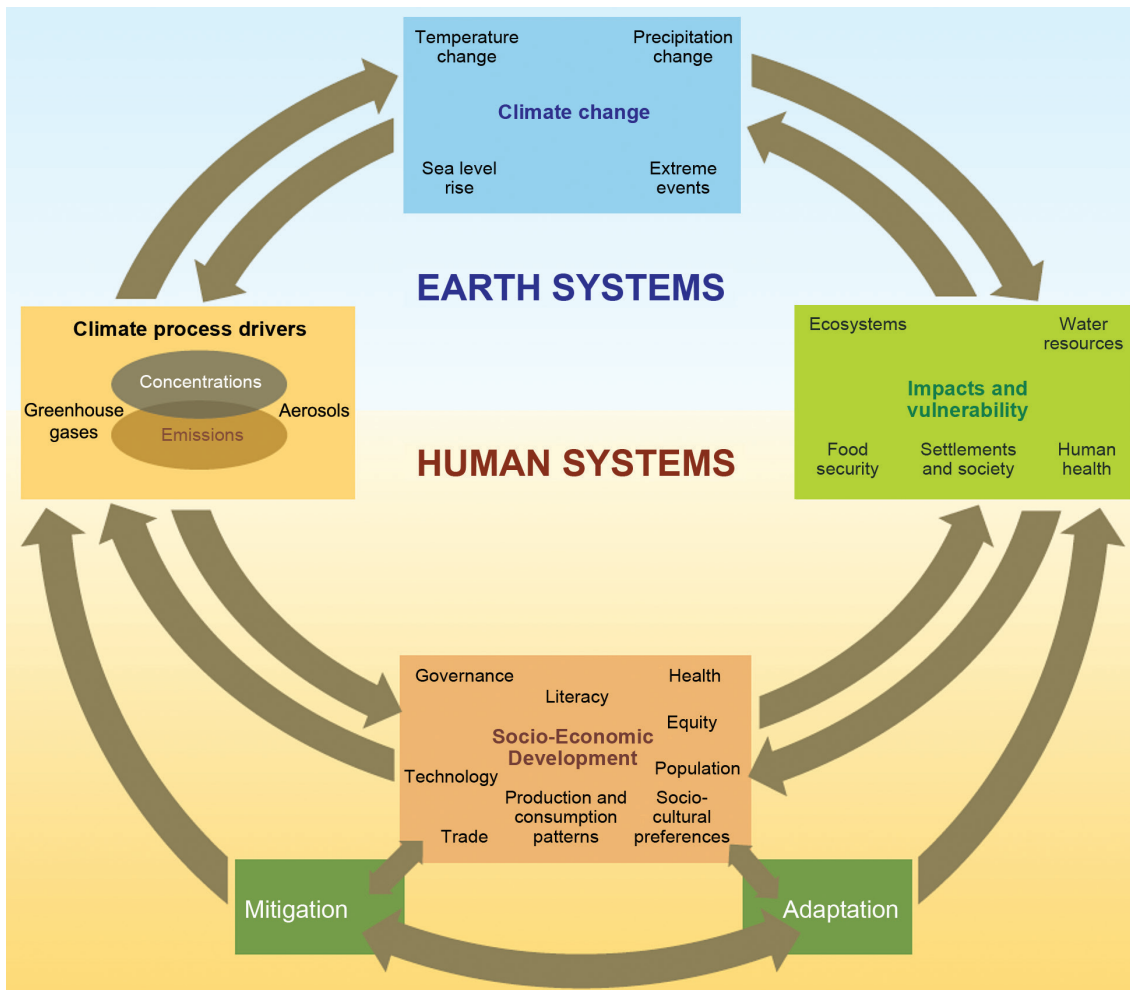 Temperature
change
Precipitation
change
Climate change
Sea level
rise
Extreme
events
EARTH SYSTEMS
Climate process drivers
Concentrations
Greenhouse
gases
Aerosols
Emissions
Ecosystems
Water
resources
Impacts and
vulnerability
Food
security
Settlements
and society
Human
health
HUMAN SYSTEMS
Governance
Literacy
Health
Equity
Socio-Economic
Development
Technology
Population
Production and
consumption
patterns
Socio-
cultural
preferences
Trade
Mitigation
Adaptation